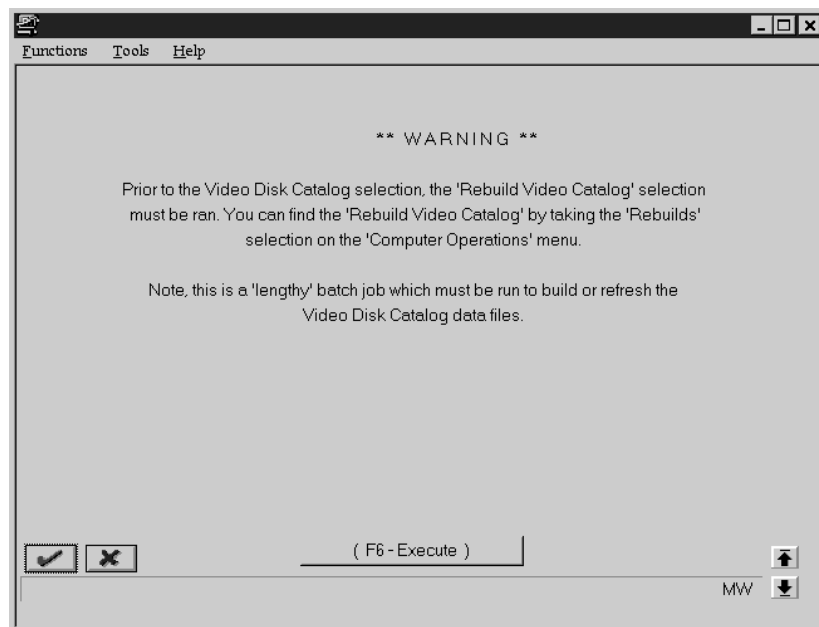 Functions Tools Help
** WARNING **
Prior to the Video Disk Catalog selection, the 'Rebuild Video Catalog' selection
must be ran. You can find the 'Rebuild Video Catalog' by taking the 'Rebuilds'
selection on the 'Computer Operations' menu.
Note, this is a 'lengthy' batch job which must be run to build or refresh the
Video Disk Catalog data files.
( F6 - Execute )
MW